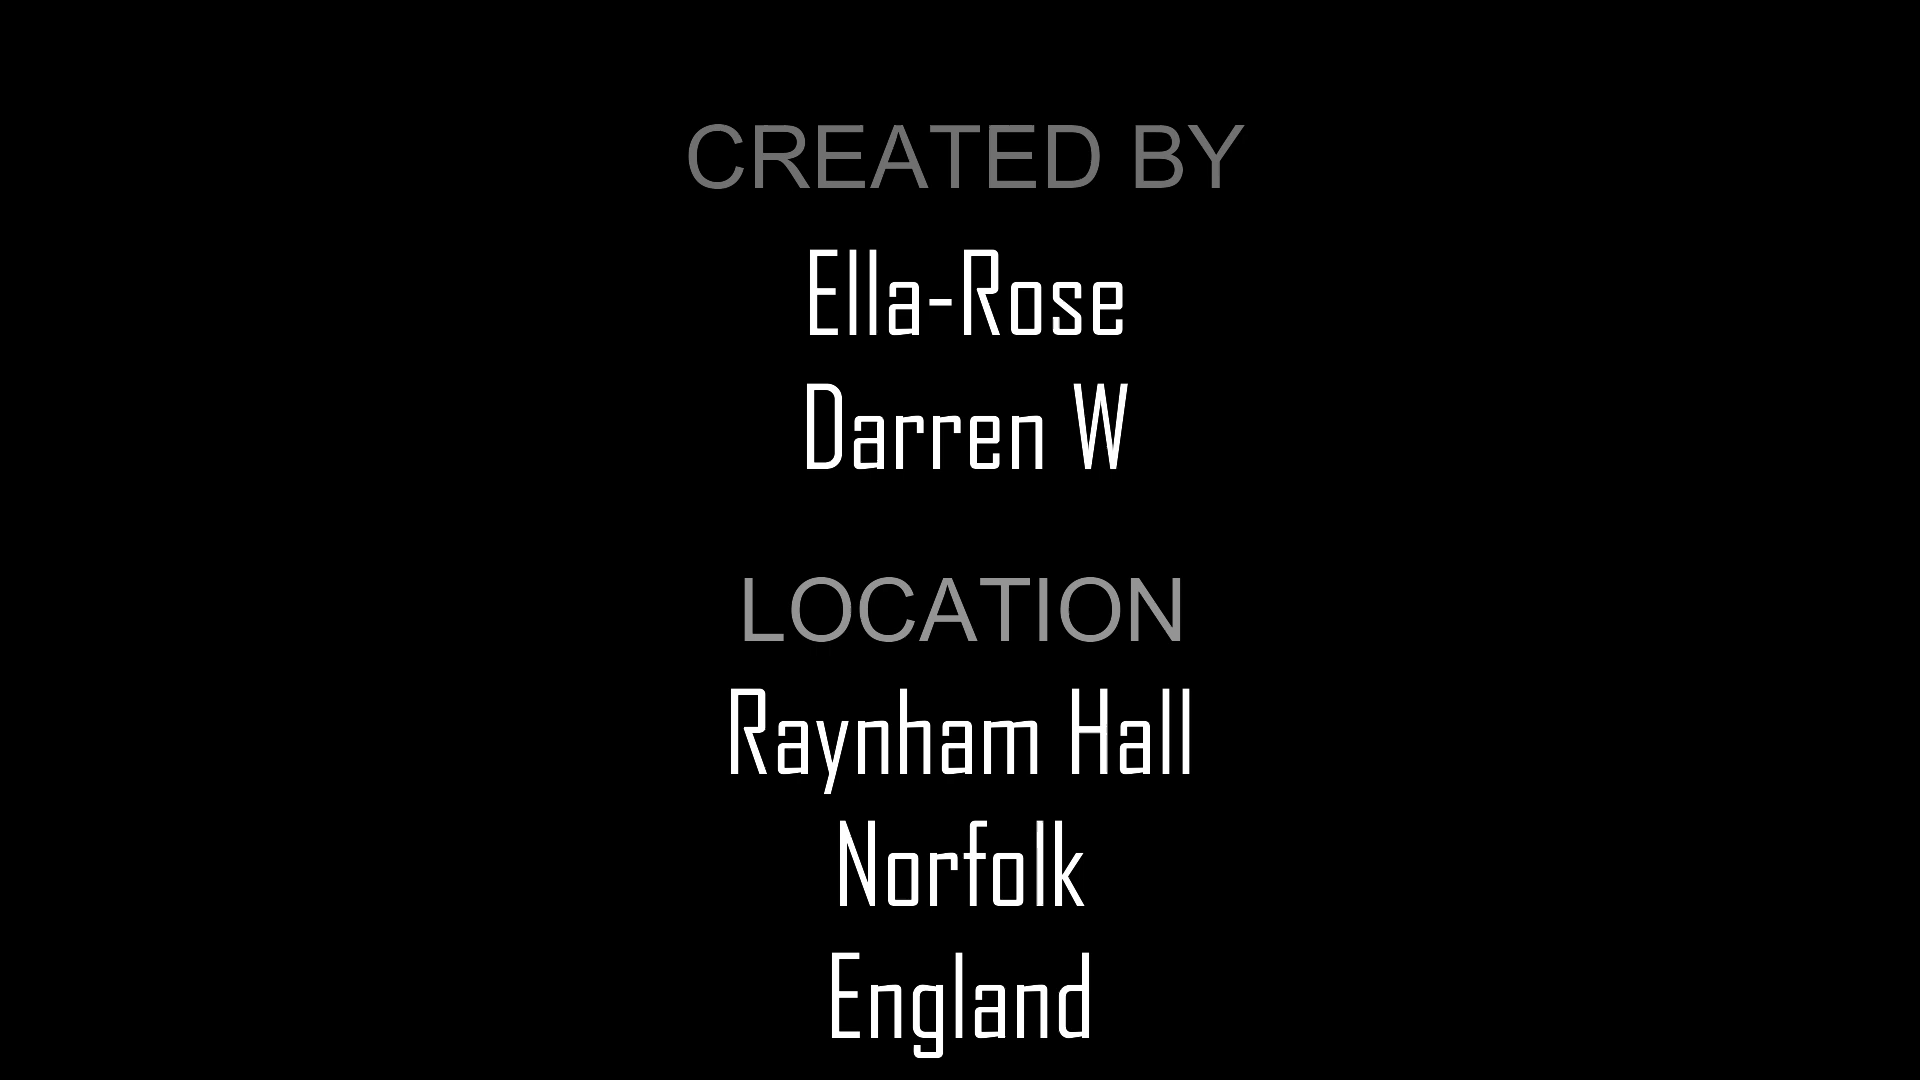 CREATED BY
Ella-Rose
Darren W
LOCATION
Raynham Hall
Norfolk
England